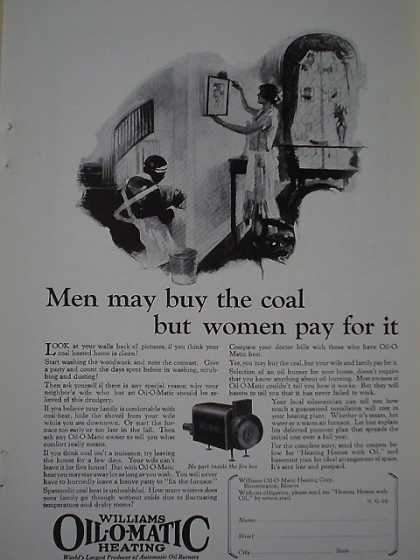 Men may buy the coal
but women pay for it
LOOK at your walls back of pictures, if you think your
coal heated home is clean!
Start washing the woodwork and note the contrast. Give
a party and count the days spent before in washing, scrub-
bing and dusting!
Then ask yourself if there is any special reason why your
neighbor's wife who has an Oil-O-Matic should be re-
lieved of this drudgery.
If you believe your family is comfortable with
coal-heat, hide the shovel from your wife
while you are downtown. Or start the fur-
nace too early or too late in the fall. Then
ask any Oil-O-Matic owner to tell you what
comfort really means.
If you think coal isn't a nuisance, try leaving
the house for a few days. Your wife can't
leave it for five hours! But with Oil-O-Matic
heat you may stay away for as long as you wish. You will never
have to hurriedly leave a movie party to "fix the furnace"
Spasmodic coal heat is unhealthful. How many winters does
your family go through without colds due to fluctuating
temperature and drafty rooms?
Compare your doctor bills with those who have Oil-O-
Matic heat.
Yes, you may buy the coal, but your wife and family pay for it.
Selection of an oil burner for your home, doesn't require
that you know anything about oil burning. Most owners of
Oil-O-Matic couldn't tell you how it works. But they will
hasten to tell you that it has never failed to work.
Your local oilomatician can tell you how
much a guaranteed installation will cost in
your heating plant. Whether it's steam, hot
water or a warm air furnace. Let him explain
his deferred payment plan that spreads the
initial cost over a full year.
For the complete story, send the coupon be-
low for "Heating Homes with Oil," and
basement plan for ideal arrangement of space.
It's sent free and postpaid.
No part inside the fire box
WILLIAMS
OIL-O-MATIC
HEATING
World's Largest Producer of Automatic Oil Burners
Williams Oil-O-Matic Heating Corp.
Bloomington, Illinois
Without obligation, please send me "Heating Homes with
Oil," by return mail.
Name
Street
City
State